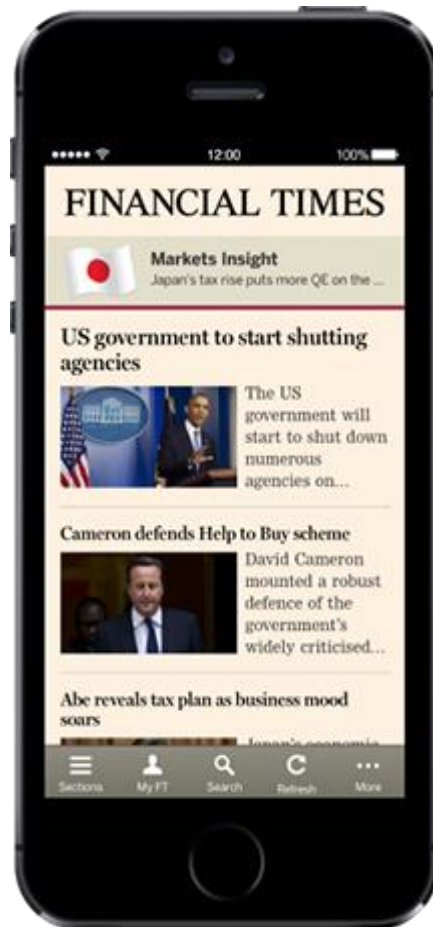 12:00
100%
FINANCIAL TIMES
Markets Insight
Japan's tax rise puts more QE on the ...
US government to start shutting
agencies
The US
government will
start to shut down
numerous
agencies on...
Cameron defends Help to Buy scheme
David Cameron
mounted a robust
defence of the
government's
widely criticised...
Abe reveals tax plan as business mood
soars
Japan's economic
Sections
My FT
Search
Refresh
More